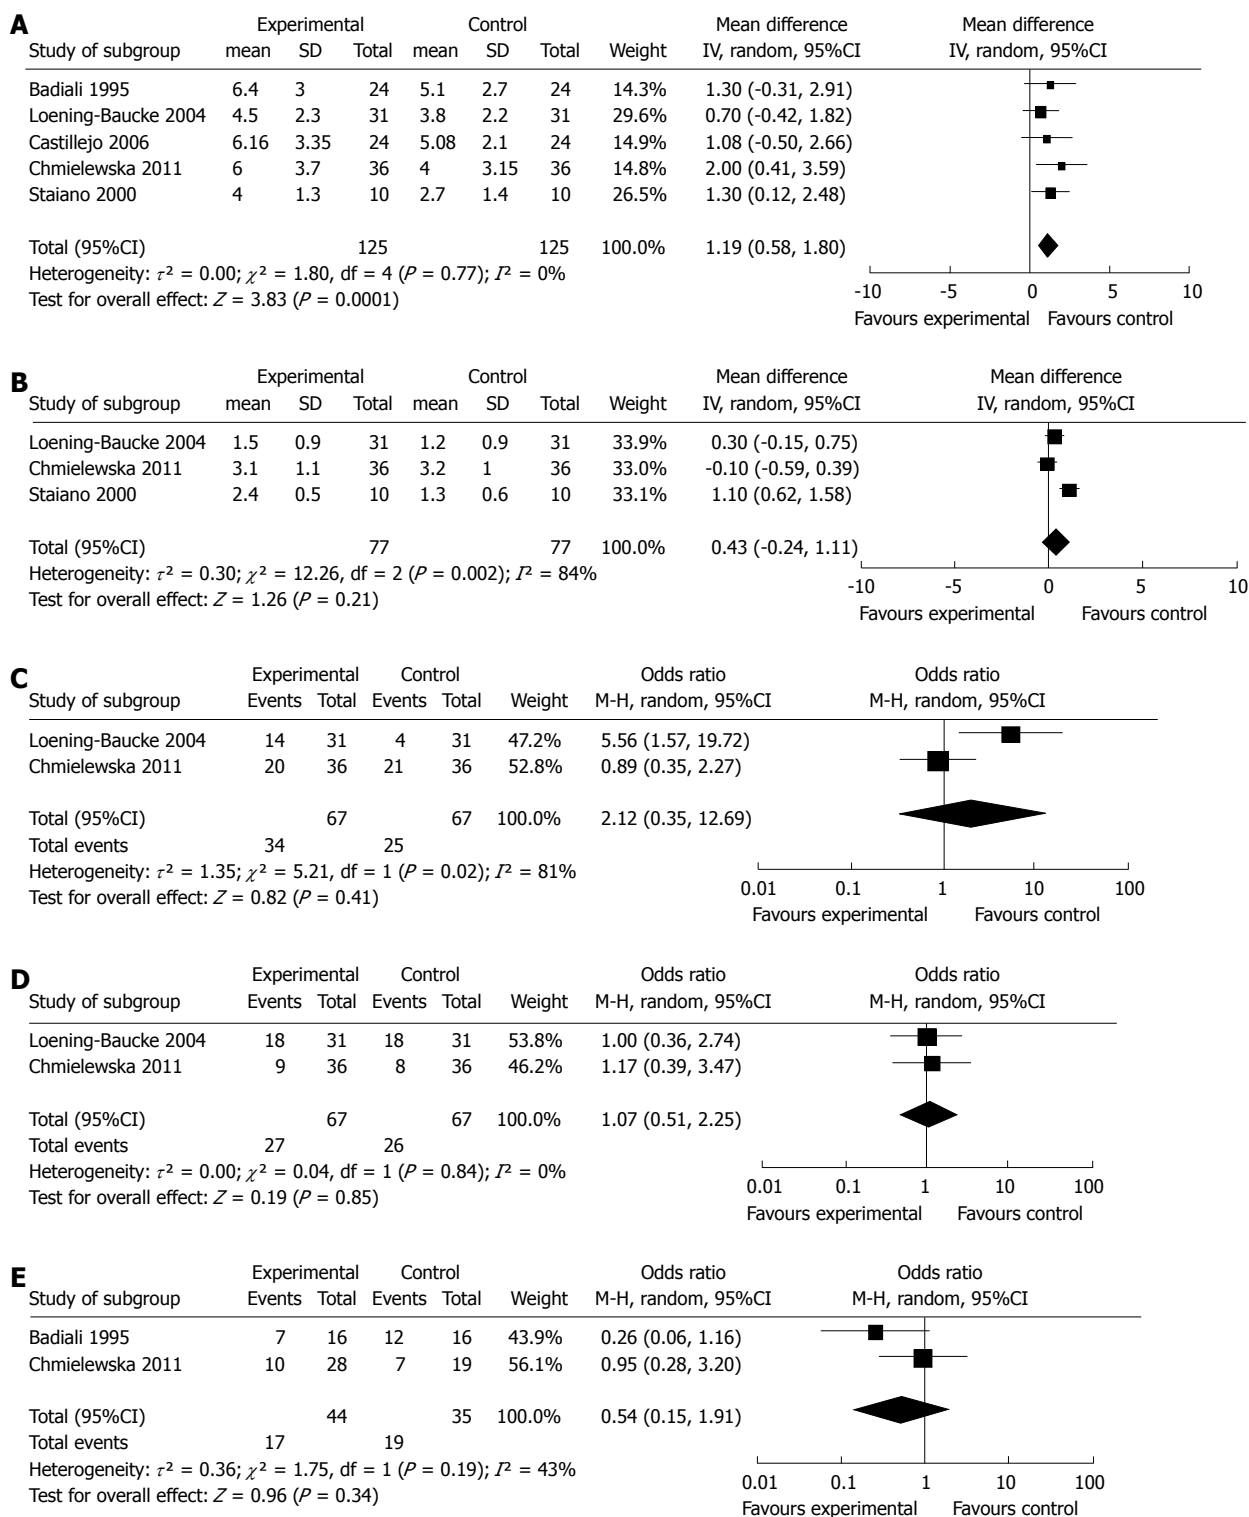 A
Experimental Control Mean difference Mean difference
Study of subgroup mean SD Total mean SD Total Weight IV, random, 95%CI IV, random, 95%CI
Badiali 1995 6.4 3 24 5.1 2.7 24 14.3% 1.30 (-0.31, 2.91)
Loening-Baucke 2004 4.5 2.3 31 3.8 2.2 31 29.6% 0.70 (-0.42, 1.82)
Castillejo 2006 6.16 3.35 24 5.08 2.1 24 14.9% 1.08 (-0.50, 2.66)
Chmielewska 2011 6 3.7 36 4 3.15 36 14.8% 2.00 (0.41, 3.59)
Staiano 2000 4 1.3 10 2.7 1.4 10 26.5% 1.30 (0.12, 2.48)
Total (95%CI) 125 125 100.0% 1.19 (0.58, 1.80)
Heterogeneity: τ² = 0.00; χ² = 1.80, df = 4 (P = 0.77); I² = 0%
Test for overall effect: Z = 3.83 (P = 0.0001)
-10 -5 0 5 10
Favours experimental Favours control
B
Experimental Control Mean difference Mean difference
Study of subgroup mean SD Total mean SD Total Weight IV, random, 95%CI IV, random, 95%CI
Loening-Baucke 2004 1.5 0.9 31 1.2 0.9 31 33.9% 0.30 (-0.15, 0.75)
Chmielewska 2011 3.1 1.1 36 3.2 1 36 33.0% -0.10 (-0.59, 0.39)
Staiano 2000 2.4 0.5 10 1.3 0.6 10 33.1% 1.10 (0.62, 1.58)
Total (95%CI) 77 77 100.0% 0.43 (-0.24, 1.11)
Heterogeneity: τ² = 0.30; χ² = 12.26, df = 2 (P = 0.002); I² = 84%
Test for overall effect: Z = 1.26 (P = 0.21)
-10 -5 0 5 10
Favours experimental Favours control
C
Experimental Control Odds ratio Odds ratio
Study of subgroup Events Total Events Total Weight M-H, random, 95%CI M-H, random, 95%CI
Loening-Baucke 2004 14 31 4 31 47.2% 5.56 (1.57, 19.72)
Chmielewska 2011 20 36 21 36 52.8% 0.89 (0.35, 2.27)
Total (95%CI) 67 67 100.0% 2.12 (0.35, 12.69)
Total events 34 25
Heterogeneity: τ² = 1.35; χ² = 5.21, df = 1 (P = 0.02); I² = 81%
Test for overall effect: Z = 0.82 (P = 0.41)
0.01 0.1 1 10 100
Favours experimental Favours control
D
Experimental Control Odds ratio Odds ratio
Study of subgroup Events Total Events Total Weight M-H, random, 95%CI M-H, random, 95%CI
Loening-Baucke 2004 18 31 18 31 53.8% 1.00 (0.36, 2.74)
Chmielewska 2011 9 36 8 36 46.2% 1.17 (0.39, 3.47)
Total (95%CI) 67 67 100.0% 1.07 (0.51, 2.25)
Total events 27 26
Heterogeneity: τ² = 0.00; χ² = 0.04, df = 1 (P = 0.84); I² = 0%
Test for overall effect: Z = 0.19 (P = 0.85)
0.01 0.1 1 10 100
Favours experimental Favours control
E
Experimental Control Odds ratio Odds ratio
Study of subgroup Events Total Events Total Weight M-H, random, 95%CI M-H, random, 95%CI
Badiali 1995 7 16 12 16 43.9% 0.26 (0.06, 1.16)
Chmielewska 2011 10 28 7 19 56.1% 0.95 (0.28, 3.20)
Total (95%CI) 44 35 100.0% 0.54 (0.15, 1.91)
Total events 17 19
Heterogeneity: τ² = 0.36; χ² = 1.75, df = 1 (P = 0.19); I² = 43%
Test for overall effect: Z = 0.96 (P = 0.34)
0.01 0.1 1 10 100
Favours experimental Favours control